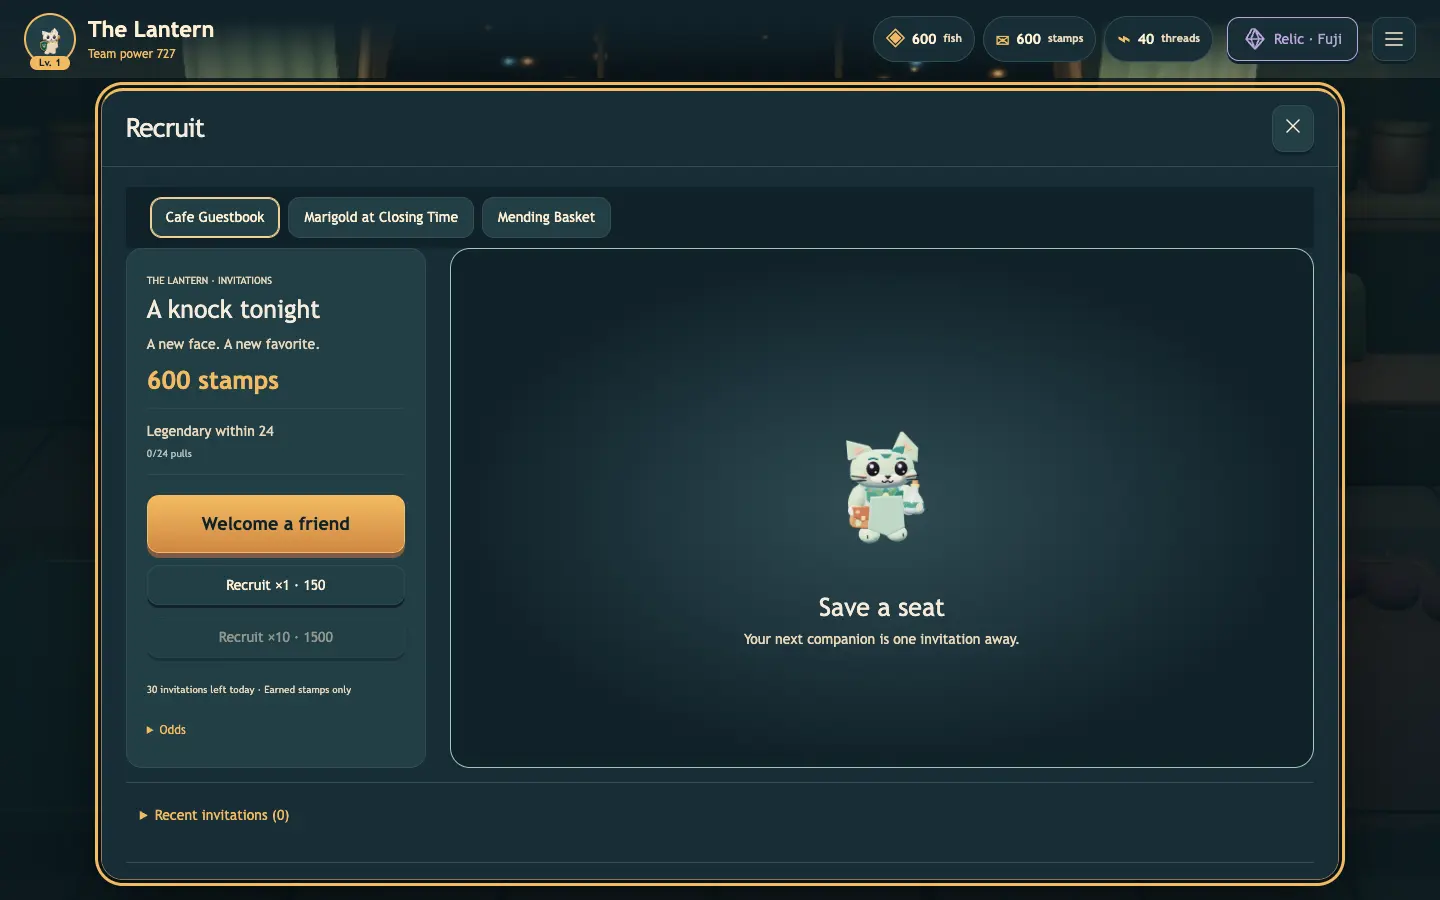 The Lantern
Team power 727
Lv. 1
600 fish
600 stamps
40 threads
Relic · Fuji
Recruit
Cafe Guestbook
Marigold at Closing Time
Mending Basket
THE LANTERN · INVITATIONS
A knock tonight
A new face. A new favorite.
600 stamps
Legendary within 24
0/24 pulls
Welcome a friend
Recruit ×1 · 150
Recruit ×10 · 1500
30 invitations left today · Earned stamps only
Odds
Save a seat
Your next companion is one invitation away.
Recent invitations (0)